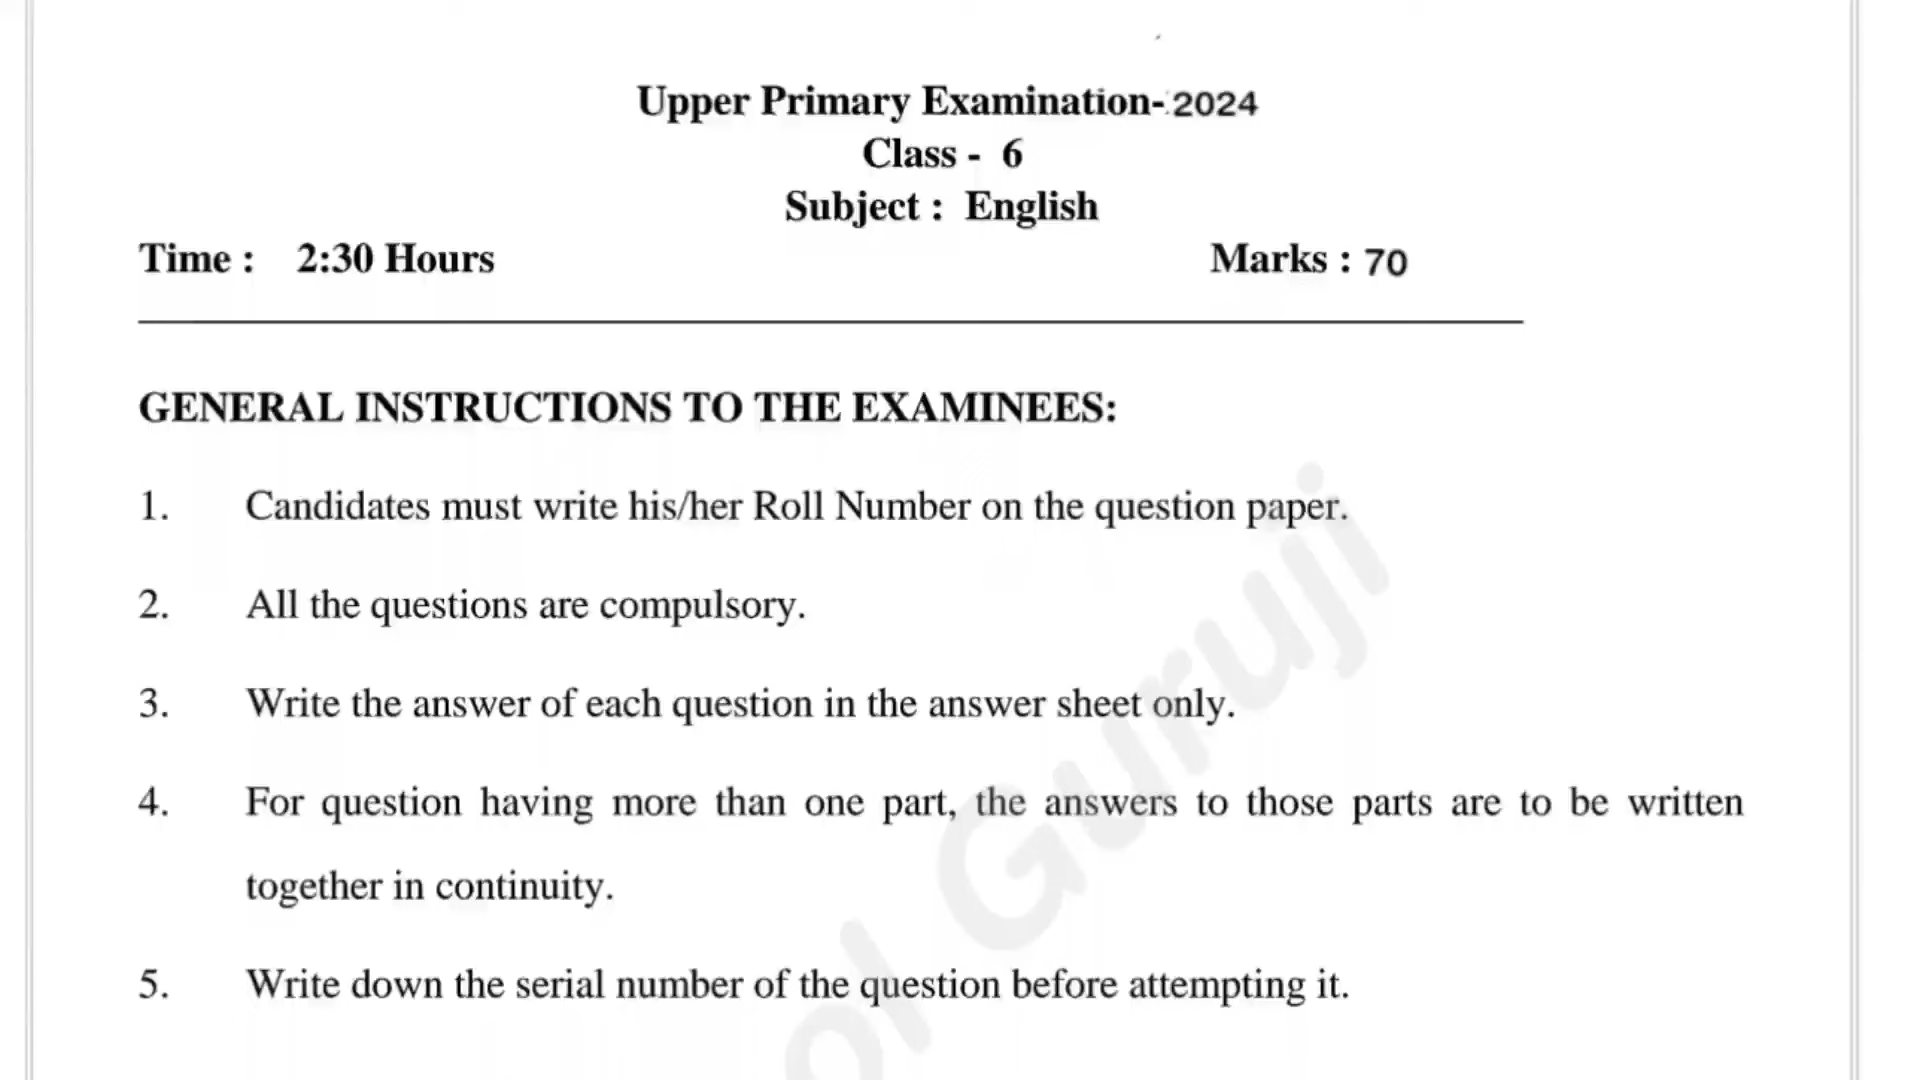 Upper Primary Examination-2024
Class - 6
Subject : English
Time : 2:30 Hours Marks : 70
GENERAL INSTRUCTIONS TO THE EXAMINEES:
1. Candidates must write his/her Roll Number on the question paper.
2. All the questions are compulsory.
3. Write the answer of each question in the answer sheet only.
4. For question having more than one part, the answers to those parts are to be written
together in continuity.
5. Write down the serial number of the question before attempting it.
Guruji